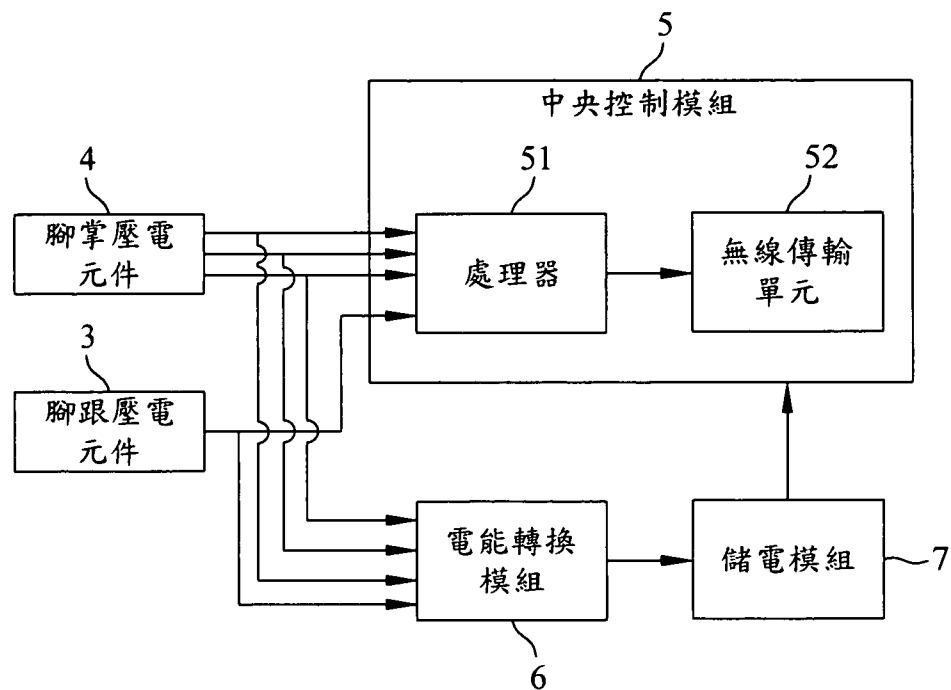 5
中央控制模組
4
51
52
腳掌壓電
元件
處理器
無線傳輸
單元
3
腳跟壓電
元件
電能轉換
模組
儲電模組
7
6